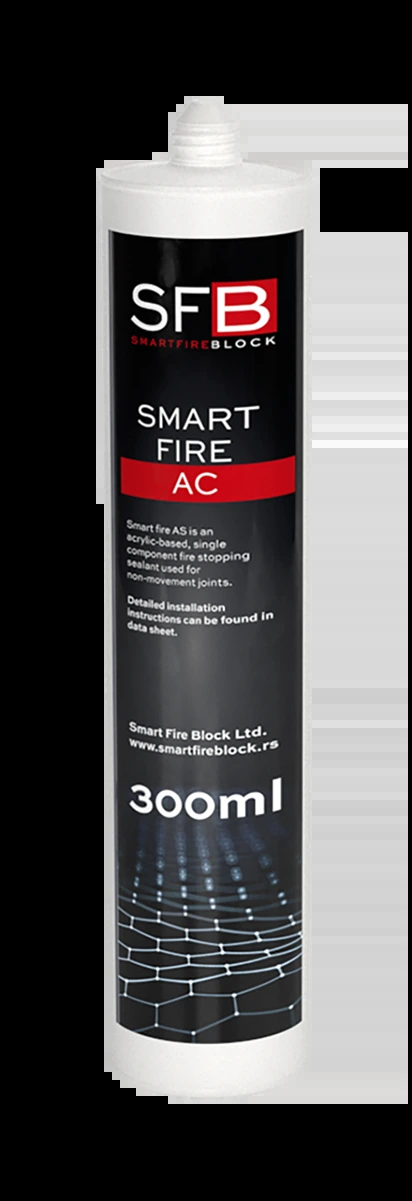 SFB
SMARTFIREBLOCK
SMART
FIRE
AC
Smart fire AS is an
acrylic-based, single
component fire stopping
sealant used for
non-movement joints.
Detailed installation
instructions can be found in
data sheet.
Smart Fire Block Ltd.
www.smartfireblock.rs
300ml